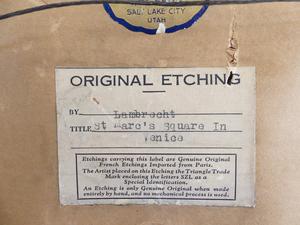 SALT LAKE CITY
UTAH
ORIGINAL ETCHING
BY Lambrecht
TITLE St Marc's Square In
Venice
Etchings carrying this label are Genuine Original
French Etchings Imported from Paris.
The Artist placed on this Etching the Triangle Trade
Mark enclosing the letters SZL as a
Special Identification.
An Etching is only Genuine Original when made
entirely by hand, and no mechanical process is used.